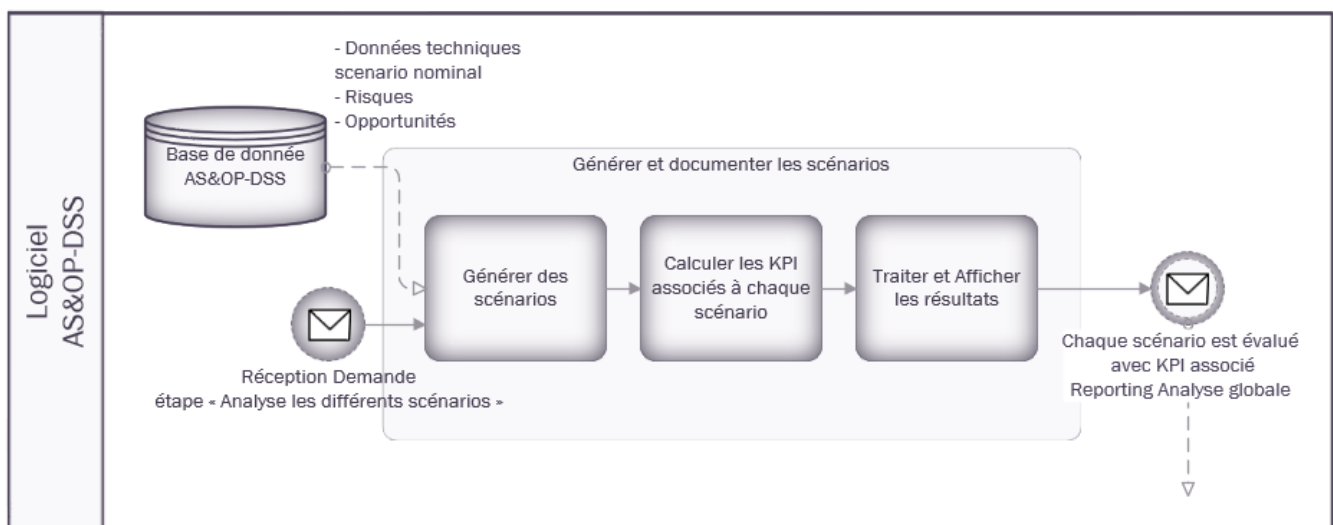 Logiciel
AS&OP-DSS
- Données techniques
scenario nominal
- Risques
- Opportunités
Base de donnée
AS&OP-DSS
Générer et documenter les scénarios
Générer des
scénarios
Calculer les KPI
associés à chaque
scénario
Traiter et Afficher
les résultats
Réception Demande
étape « Analyse les différents scénarios »
Chaque scénario est évalué
avec KPI associé
Reporting Analyse globale